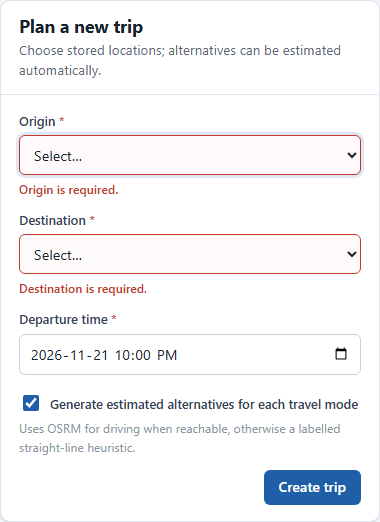 Plan a new trip
Choose stored locations; alternatives can be estimated
automatically.
Origin *
Select...
Origin is required.
Destination *
Select...
Destination is required.
Departure time *
2026-11-21 10:00 PM
Generate estimated alternatives for each travel mode
Uses OSRM for driving when reachable, otherwise a labelled
straight-line heuristic.
Create trip